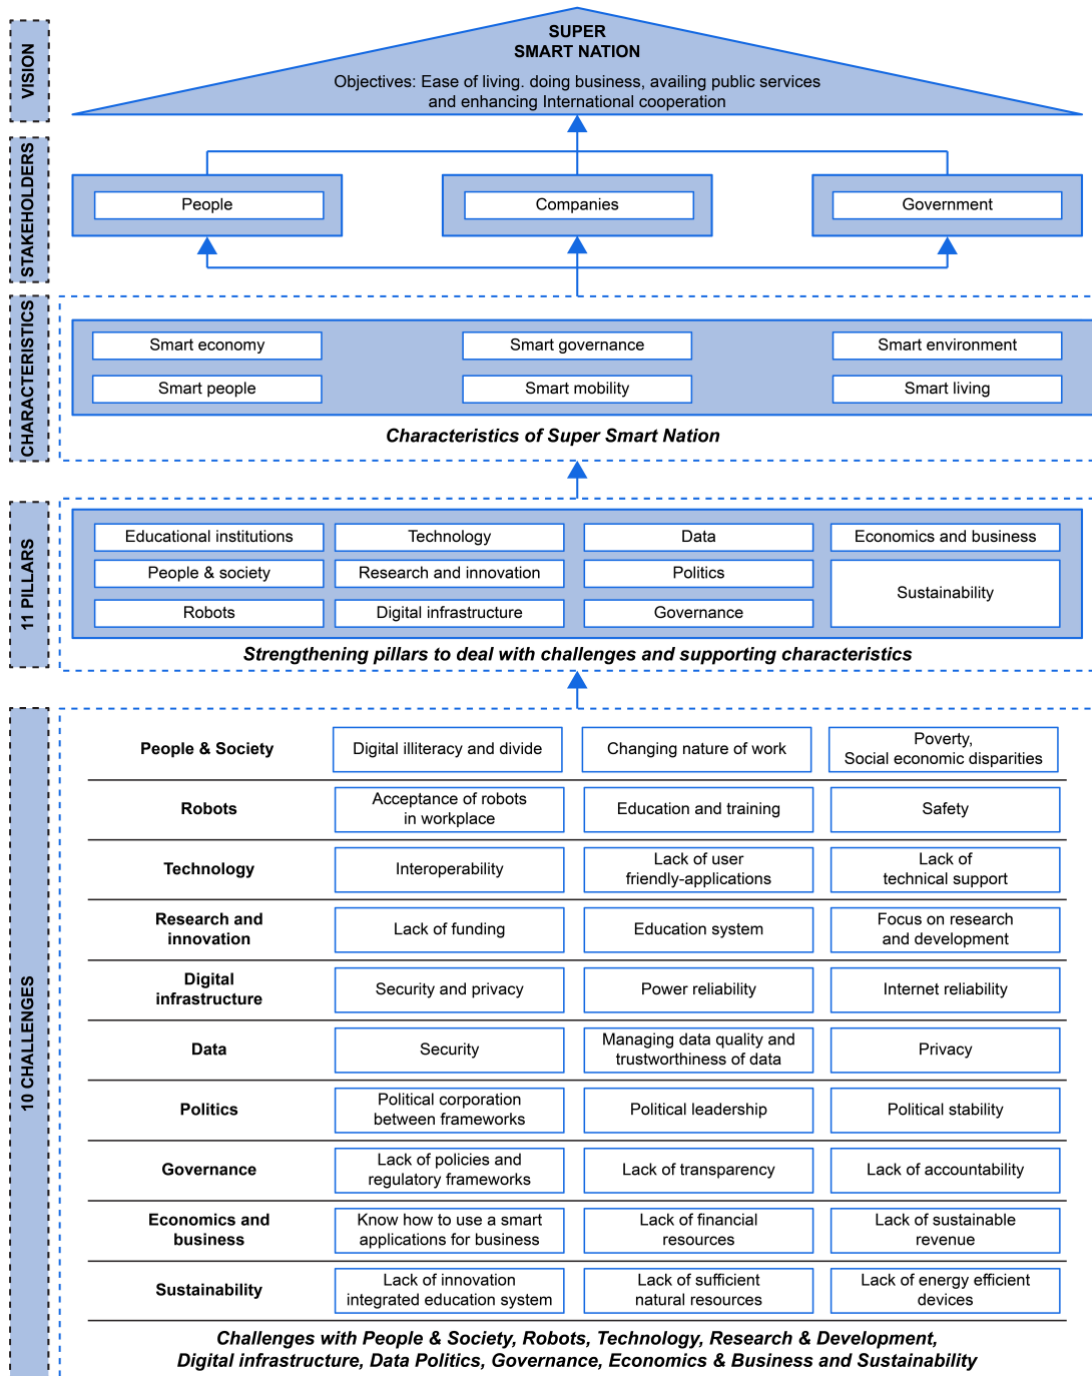 VISION
SUPER
SMART NATION
Objectives: Ease of living. doing business, availing public services
and enhancing International cooperation
STAKEHOLDERS
People
Companies
Government
CHARACTERISTICS
Smart economy
Smart governance
Smart environment
Smart people
Smart mobility
Smart living
Characteristics of Super Smart Nation
11 PILLARS
Educational institutions
Technology
Data
Economics and business
People & society
Research and innovation
Politics
Sustainability
Robots
Digital infrastructure
Governance
Strengthening pillars to deal with challenges and supporting characteristics
10 CHALLENGES
People & Society
Digital illiteracy and divide
Changing nature of work
Poverty,
Social economic disparities
Robots
Acceptance of robots
in workplace
Education and training
Safety
Technology
Interoperability
Lack of user
friendly-applications
Lack of
technical support
Research and
innovation
Lack of funding
Education system
Focus on research
and development
Digital
infrastructure
Security and privacy
Power reliability
Internet reliability
Data
Security
Managing data quality and
trustworthiness of data
Privacy
Politics
Political corporation
between frameworks
Political leadership
Political stability
Governance
Lack of policies and
regulatory frameworks
Lack of transparency
Lack of accountability
Economics and
business
Know how to use a smart
applications for business
Lack of financial
resources
Lack of sustainable
revenue
Sustainability
Lack of innovation
integrated education system
Lack of sufficient
natural resources
Lack of energy efficient
devices
Challenges with People & Society, Robots, Technology, Research & Development,
Digital infrastructure, Data Politics, Governance, Economics & Business and Sustainability